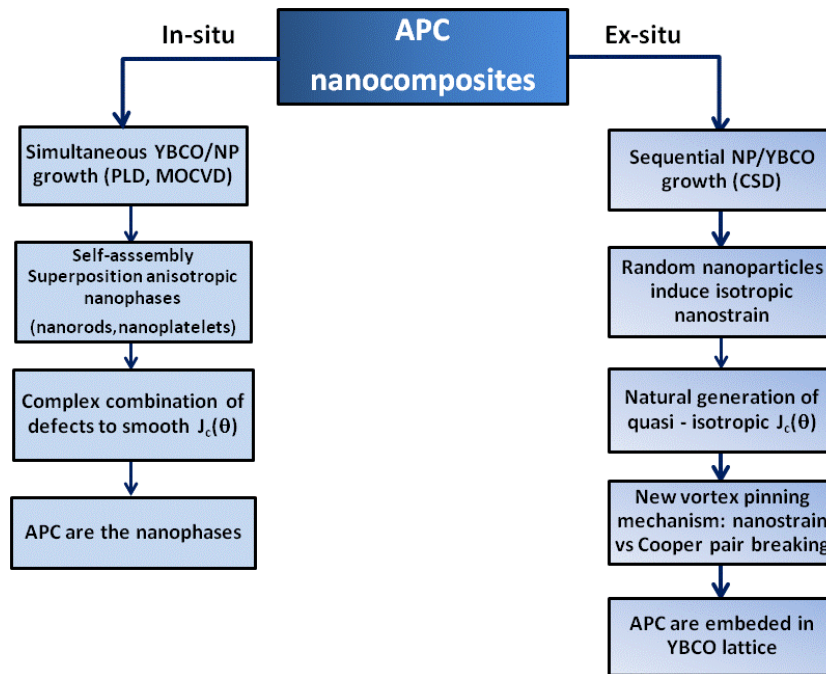 In-situ
APC
nanocomposites
Ex-situ
Simultaneous YBCO/NP
growth (PLD, MOCVD)
Self-asssembly
Superposition anisotropic
nanophases
(nanorods,nanoplatelets)
Complex combination of
defects to smooth Jc(θ)
APC are the nanophases
Sequential NP/YBCO
growth (CSD)
Random nanoparticles
induce isotropic
nanostrain
Natural generation of
quasi - isotropic Jc(θ)
New vortex pinning
mechanism: nanostrain
vs Cooper pair breaking
APC are embeded in
YBCO lattice